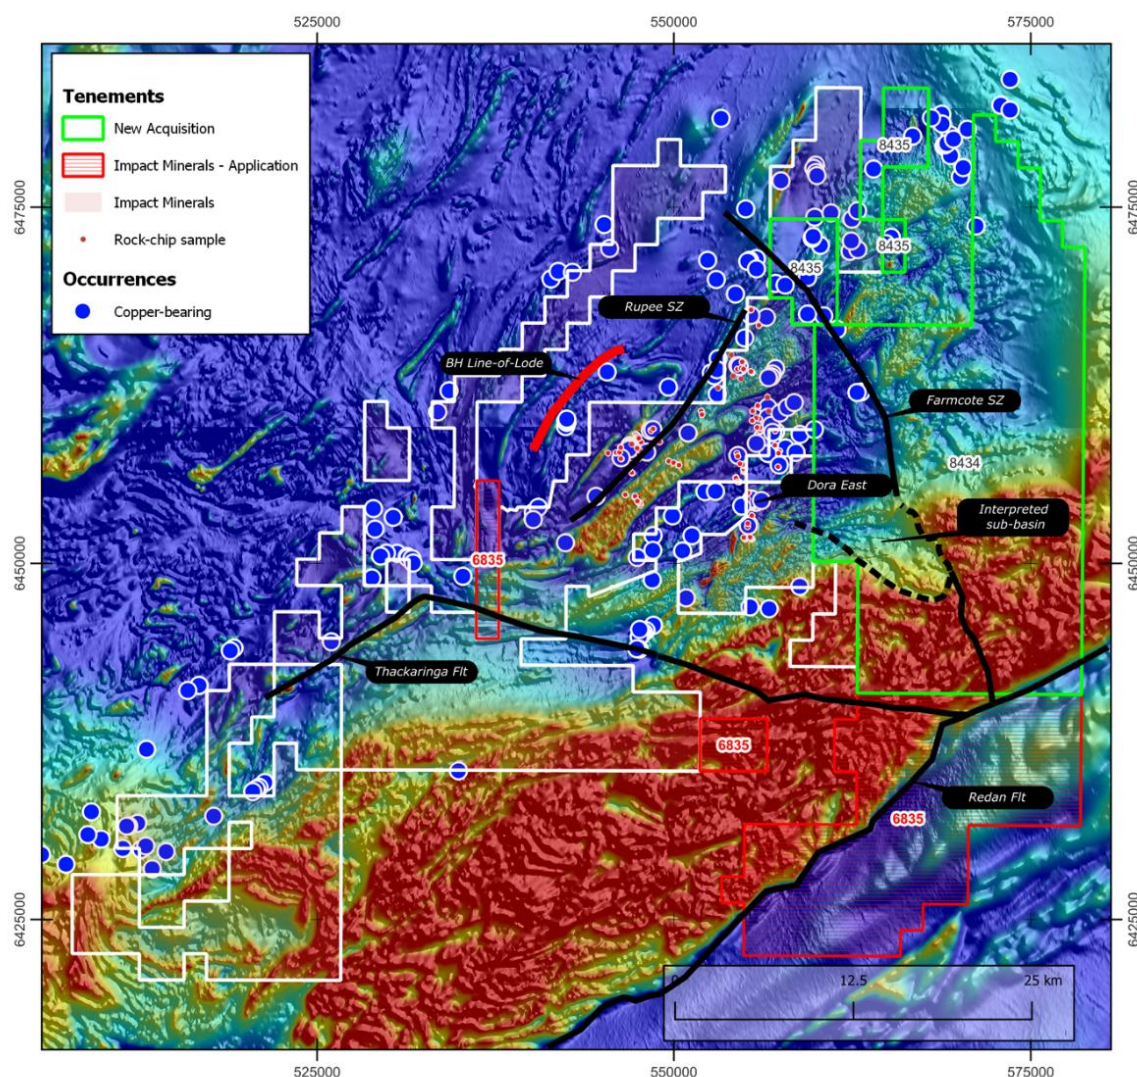 525000
550000
575000
Tenements
New Acquisition
Impact Minerals - Application
Impact Minerals
Rock-chip sample
Occurrences
Copper-bearing
8435
6475000
6475000
8435
8435
Rupee SZ
BH Line-of-Lode
Farmcote SZ
8434
Dora East
Interpreted
sub-basin
6450000
6835
6450000
Thackaringa Flt
6835
Redan Flt
6835
6425000
6425000
0
12.5
25 km
525000
550000
575000